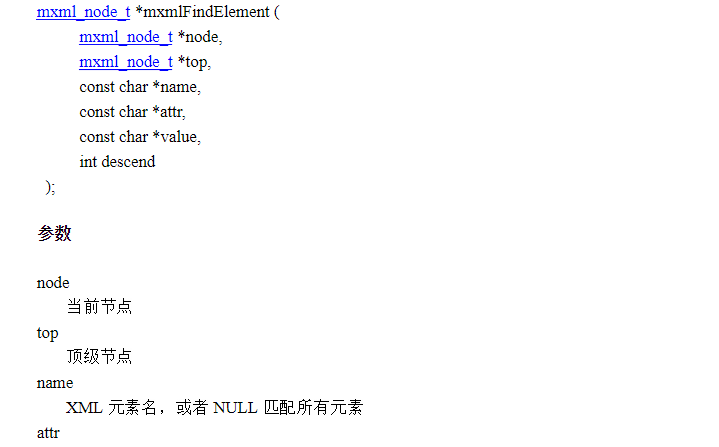 mxml_node_t *mxmlFindElement (
mxml_node_t *node,
mxml_node_t *top,
const char *name,
const char *attr,
const char *value,
int descend
);
参数
node
当前节点
top
顶级节点
name
XML 元素名，或者 NULL 匹配所有元素
attr